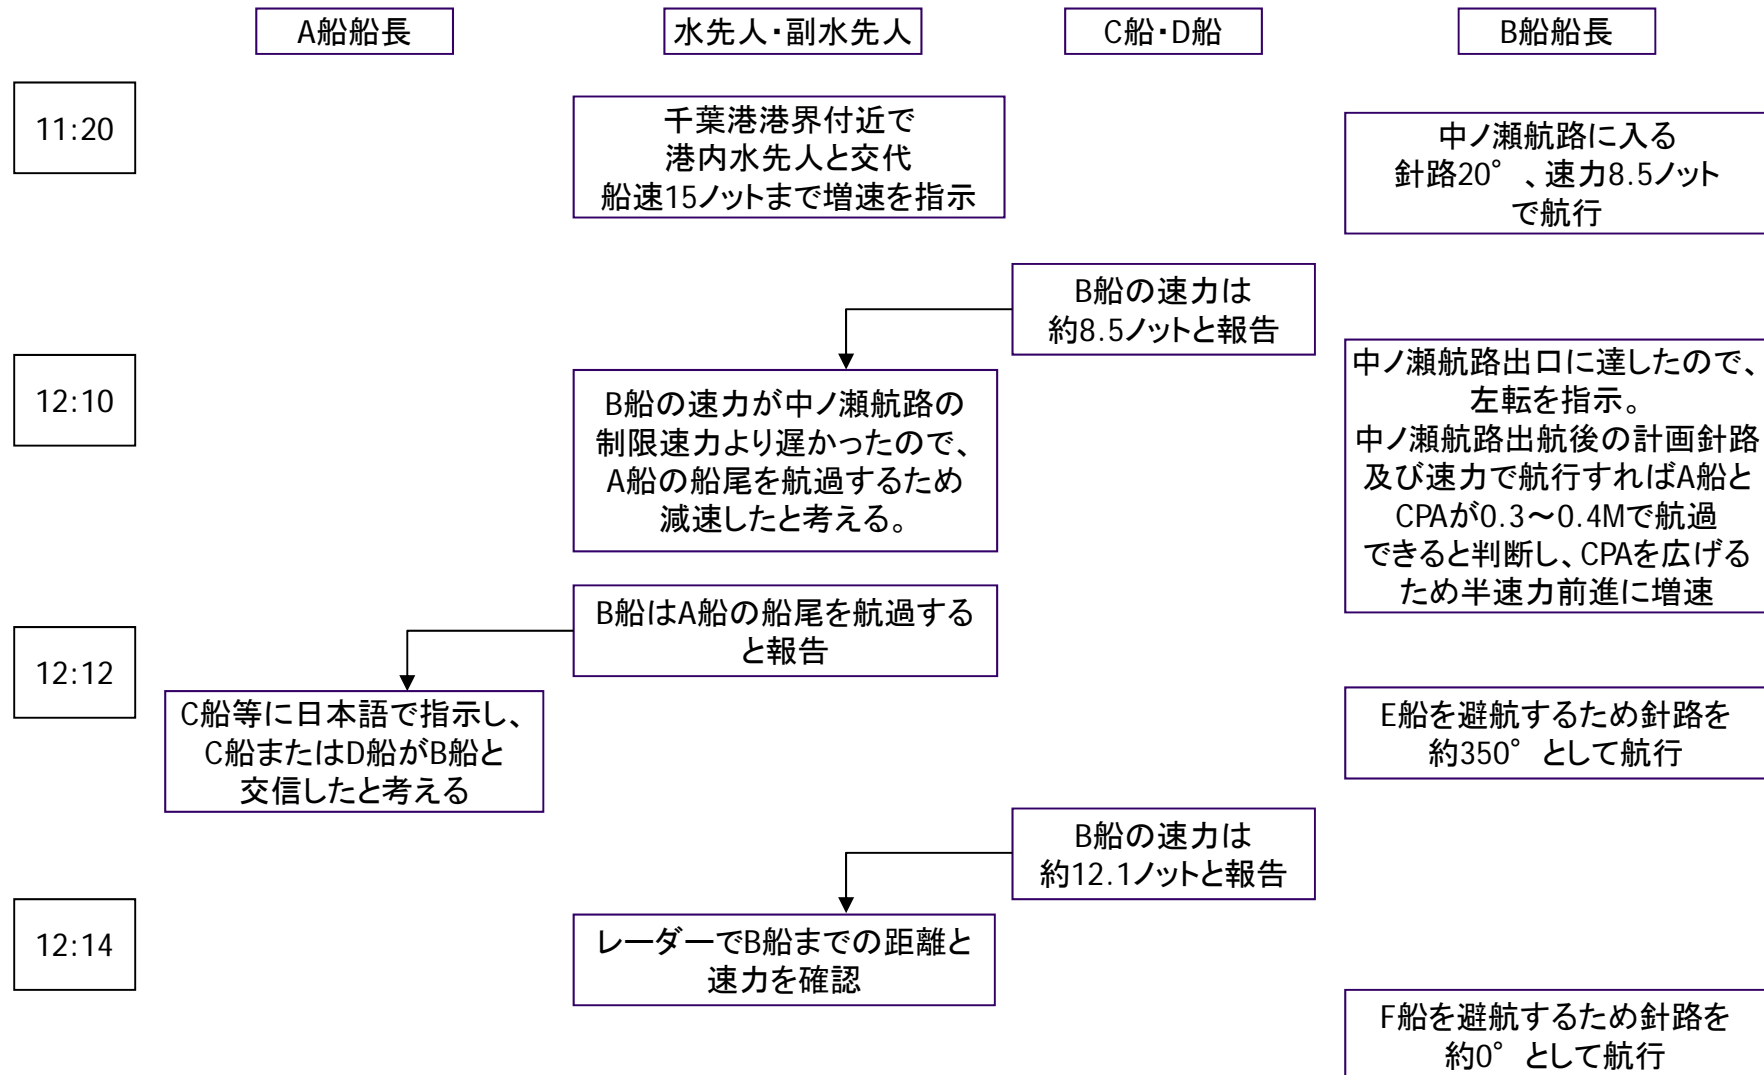 A船船長
水先人・副水先人
C船・D船
B船船長
11:20
千葉港港界付近で
港内水先人と交代
船速15ノットまで増速を指示
中ノ瀬航路に入る
針路20°、速力8.5ノット
で航行
B船の速力は
約8.5ノットと報告
12:10
B船の速力が中ノ瀬航路の
制限速力より遅かったので、
A船の船尾を航過するため
減速したと考える。
中ノ瀬航路出口に達したので、
左転を指示。
中ノ瀬航路出航後の計画針路
及び速力で航行すればA船と
CPAが0.3～0.4Mで航過
できると判断し、CPAを広げる
ため半速力前進に増速
B船はA船の船尾を航過する
と報告
12:12
C船等に日本語で指示し、
C船またはD船がB船と
交信したと考える
E船を避航するため針路を
約350°として航行
B船の速力は
約12.1ノットと報告
12:14
レーダーでB船までの距離と
速力を確認
F船を避航するため針路を
約0°として航行